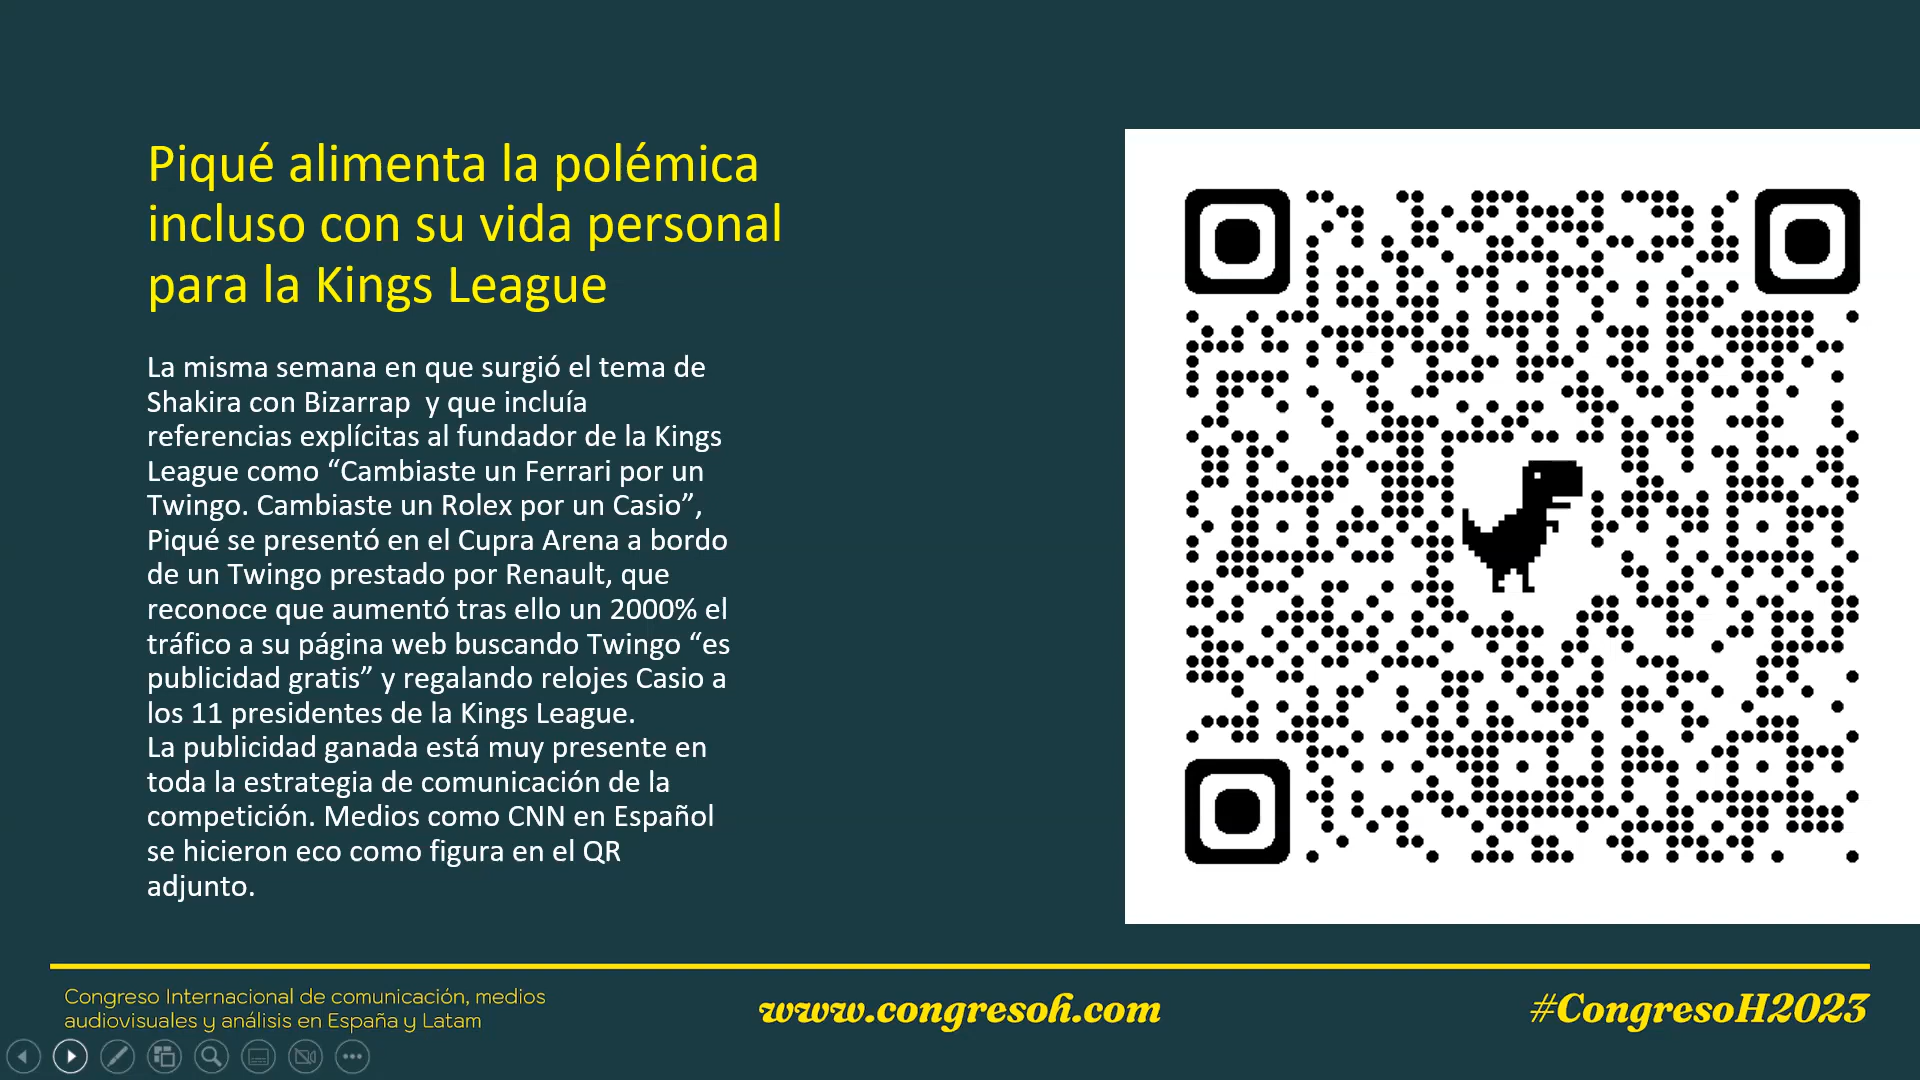 Piqué alimenta la polémica
incluso con su vida personal
para la Kings League
La misma semana en que surgió el tema de
Shakira con Bizarrap  y que incluía
referencias explícitas al fundador de la Kings
League como “Cambiaste un Ferrari por un
Twingo. Cambiaste un Rolex por un Casio”,
Piqué se presentó en el Cupra Arena a bordo
de un Twingo prestado por Renault, que
reconoce que aumentó tras ello un 2000% el
tráfico a su página web buscando Twingo “es
publicidad gratis” y regalando relojes Casio a
los 11 presidentes de la Kings League.
La publicidad ganada está muy presente en
toda la estrategia de comunicación de la
competición. Medios como CNN en Español
se hicieron eco como figura en el QR
adjunto.
Congreso Internacional de comunicación, medios
audiovisuales y análisis en España y Latam
www.congresoh.com
#CongresoH2023